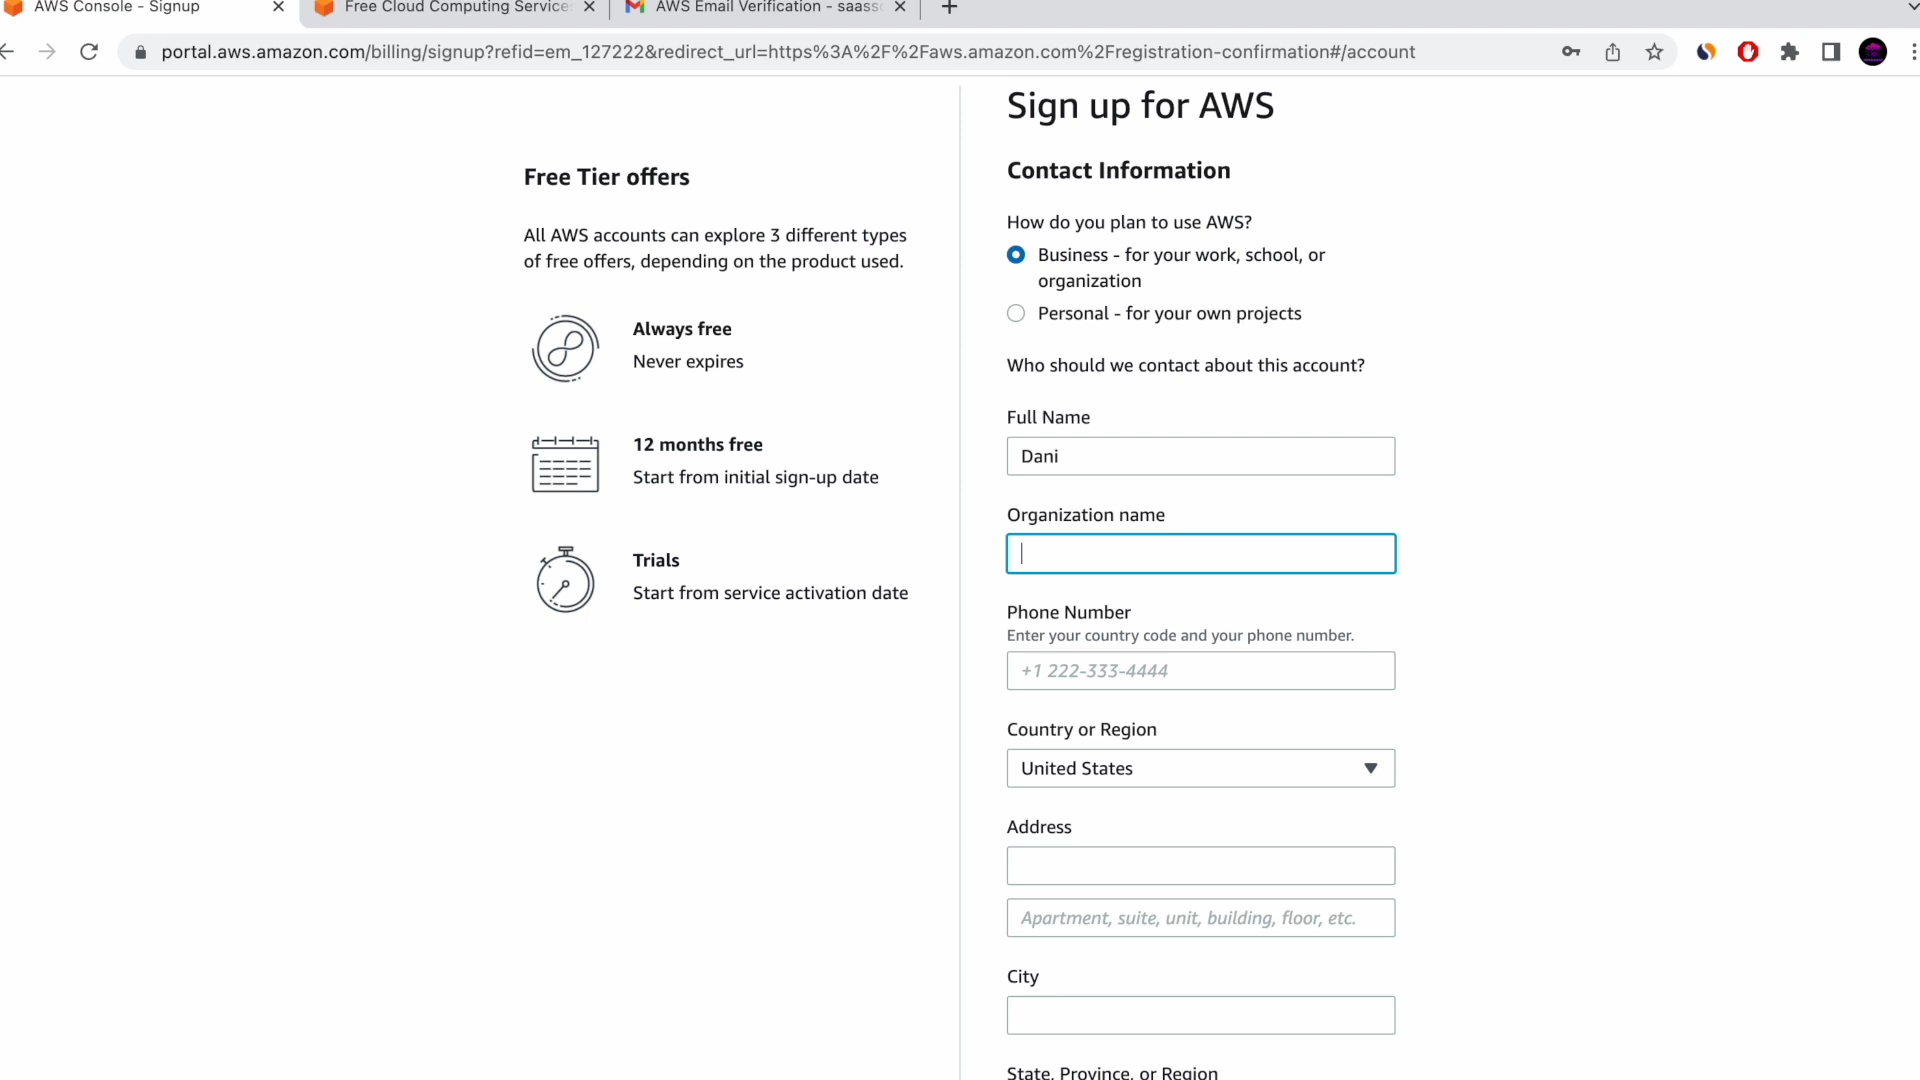 AWS Console - Signup
Free Cloud Computing Service
AWS Email Verification - saass
portal.aws.amazon.com/billing/signup?refid=em_127222&redirect_url=https%3A%2F%2Faws.amazon.com%2Fregistration-confirmation#/account
Sign up for AWS
Free Tier offers
All AWS accounts can explore 3 different types
of free offers, depending on the product used.
Always free
Never expires
12 months free
Start from initial sign-up date
Trials
Start from service activation date
Contact Information
How do you plan to use AWS?
Business - for your work, school, or
organization
Personal - for your own projects
Who should we contact about this account?
Full Name
Dani
Organization name
Phone Number
Enter your country code and your phone number.
+1 222-333-4444
Country or Region
United States
Address
Apartment, suite, unit, building, floor, etc.
City
State, Province, or Region